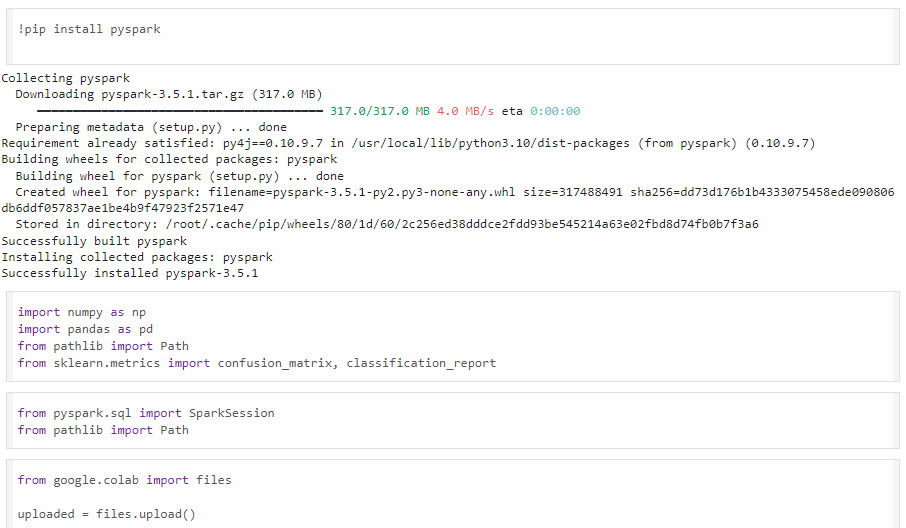 !pip install pyspark
Collecting pyspark
Downloading pyspark-3.5.1.tar.gz (317.0 MB)
317.0/317.0 MB 4.0 MB/s eta 0:00:00
Preparing metadata (setup.py) ... done
Requirement already satisfied: py4j==0.10.9.7 in /usr/local/lib/python3.10/dist-packages (from pyspark) (0.10.9.7)
Building wheels for collected packages: pyspark
Building wheel for pyspark (setup.py) ... done
Created wheel for pyspark: filename=pyspark-3.5.1-py2.py3-none-any.whl size=317488491 sha256=dd73d176b1b4333075458ede090806
db6ddf057837ae1be4b9f47923f2571e47
Stored in directory: /root/.cache/pip/wheels/80/1d/60/2c256ed38dddce2fdd93be545214a63e02fbd8d74fb0b7f3a6
Successfully built pyspark
Installing collected packages: pyspark
Successfully installed pyspark-3.5.1
import numpy as np
import pandas as pd
from pathlib import Path
from sklearn.metrics import confusion_matrix, classification_report
from pyspark.sql import SparkSession
from pathlib import Path
from google.colab import files
uploaded = files.upload()